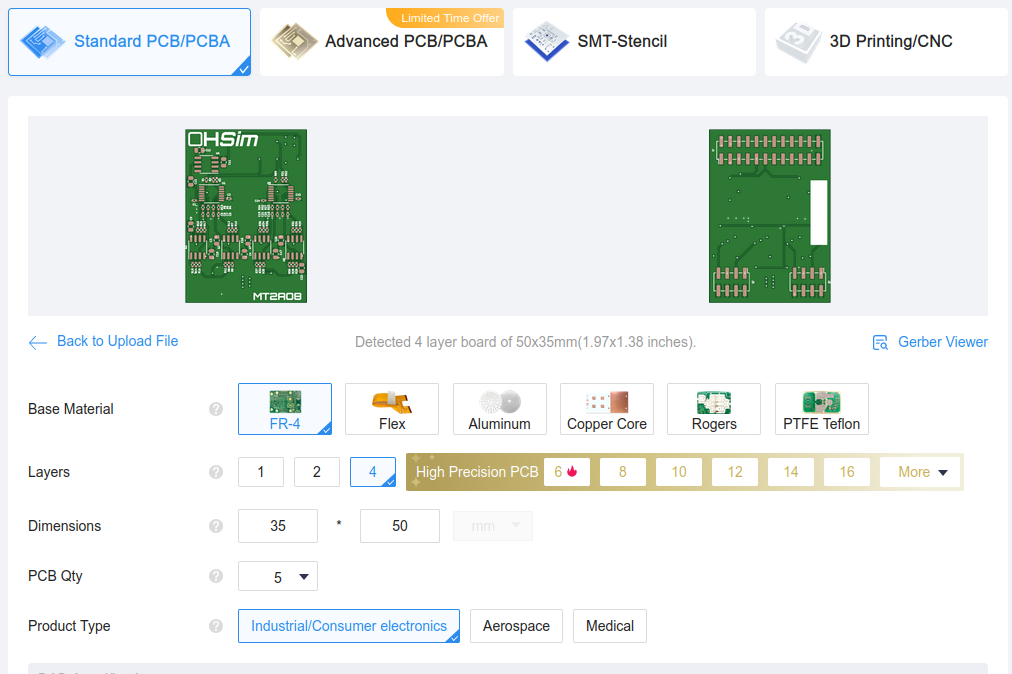 Limited Time Offer
Standard PCB/PCBA
Advanced PCB/PCBA
SMT-Stencil
3D Printing/CNC
OHSim
MT2A08
Back to Upload File
Detected 4 layer board of 50x35mm(1.97x1.38 inches).
Gerber Viewer
Base Material
?
FR-4
Flex
Aluminum
Copper Core
Rogers
PTFE Teflon
Layers
?
1
2
4
High Precision PCB
6
8
10
12
14
16
More
Dimensions
?
35
*
50
mm
PCB Qty
?
5
Product Type
?
Industrial/Consumer electronics
Aerospace
Medical